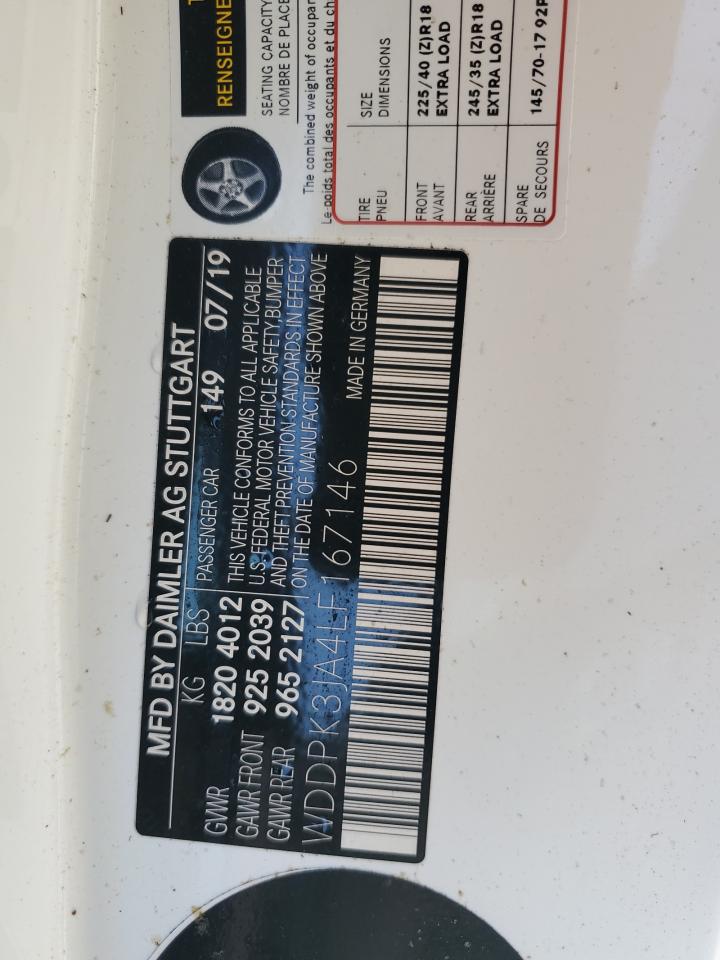 MFD BY DAIMLER AG STUTTGART
KG LBS PASSENGER CAR 149 07/19
GVWR 1820 4012 THIS VEHICLE CONFORMS TO ALL APPLICABLE
GAWR FRONT 925 2039 U.S. FEDERAL MOTOR VEHICLE SAFETY, BUMPER
GAWR REAR 965 2127 AND THEFT PREVENTION STANDARDS IN EFFECT
ON THE DATE OF MANUFACTURE SHOWN ABOVE
WDDPK3JA4LF167146 MADE IN GERMANY
RENSEIGNE
SEATING CAPACITY
NOMBRE DE PLACE
The combined weight of occupan
Le poids total des occupants et du ch
TIRE SIZE
PNEU DIMENSIONS
FRONT 225/40 (Z)R18
AVANT EXTRA LOAD
REAR 245/35 (Z)R18
ARRIÈRE EXTRA LOAD
SPARE 145/70-17 92P
DE SECOURS